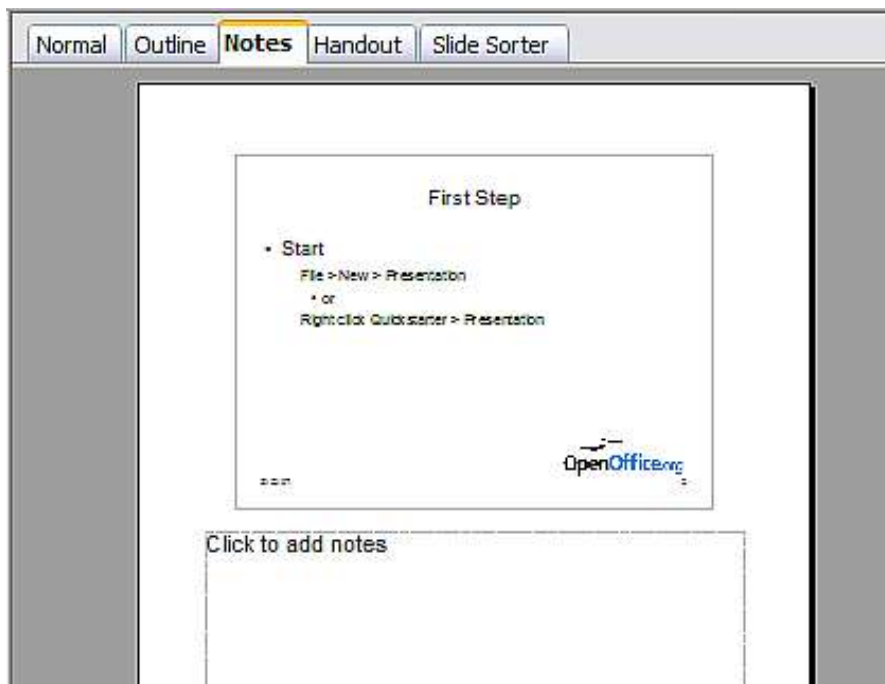 Normal Outline Notes Handout Slide Sorter
First Step
• Start
File > New > Presentation
• or
Right click Quickstarter > Presentation
OpenOffice.org
Click to add notes